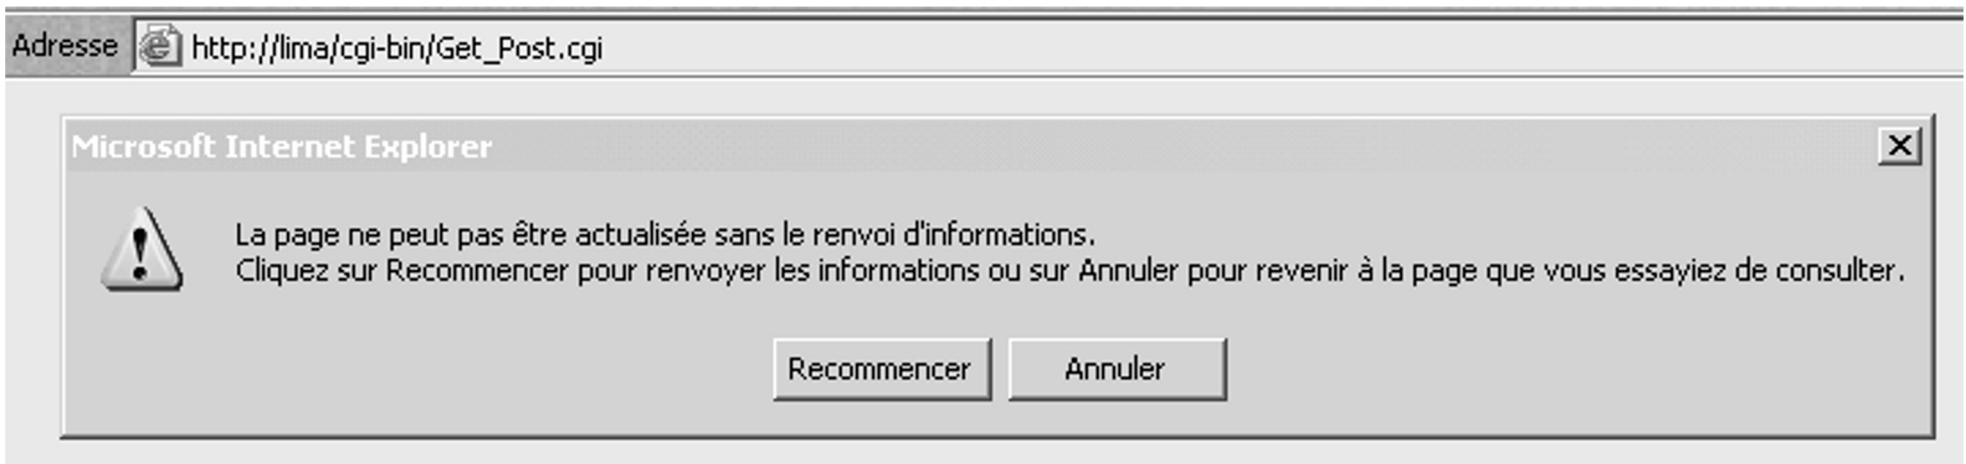 Adresse http://lima/cgi-bin/Get_Post.cgi
Microsoft Internet Explorer
La page ne peut pas être actualisée sans le renvoi d'informations.
Cliquez sur Recommencer pour renvoyer les informations ou sur Annuler pour revenir à la page que vous essayiez de consulter.
Recommencer Annuler